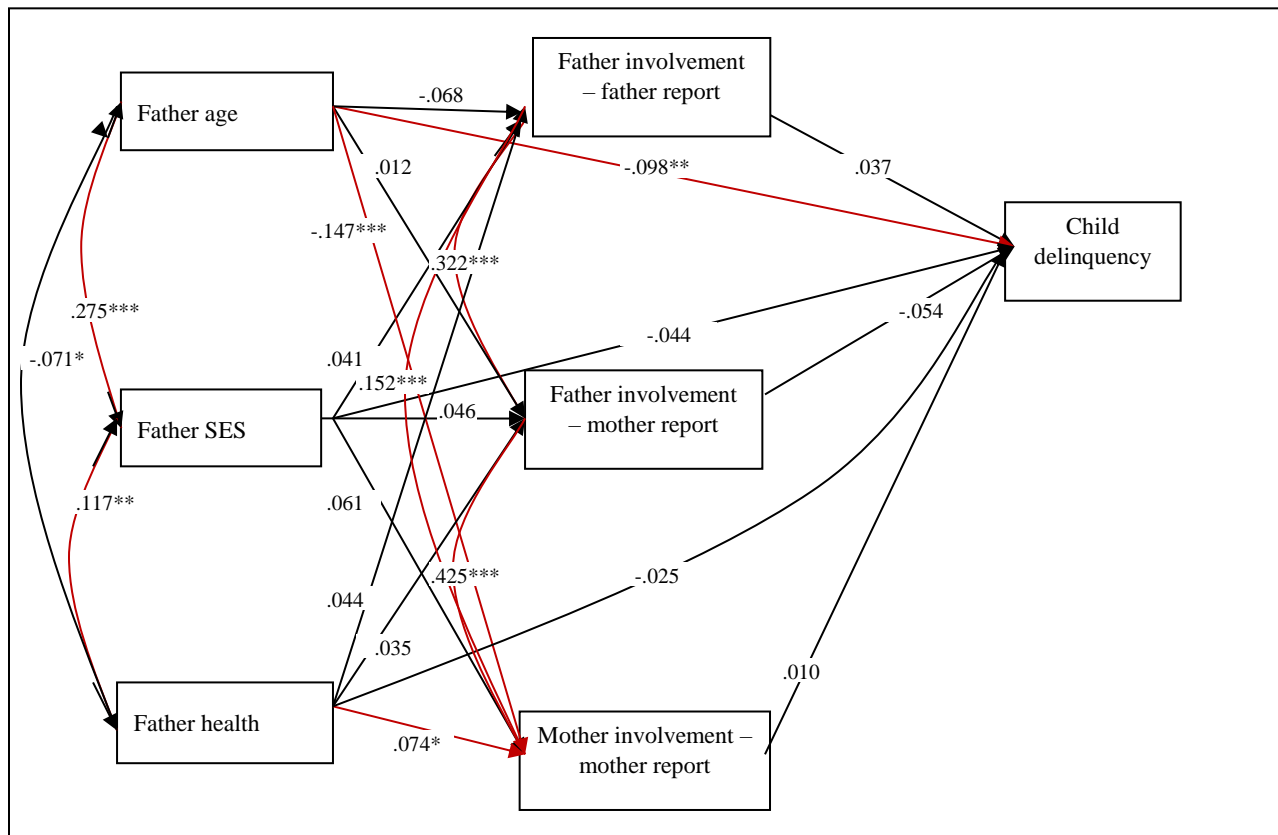 Father involvement
– father report
Father age
-.068
.012
-.098**
.037
-.147***
.322***
Child
delinquency
.275***
-.071*
.041
.152***
-.044
-.054
Father SES
.046
Father involvement
– mother report
.117**
.061
.425***
-.025
.044
.035
.010
Father health
.074*
Mother involvement –
mother report